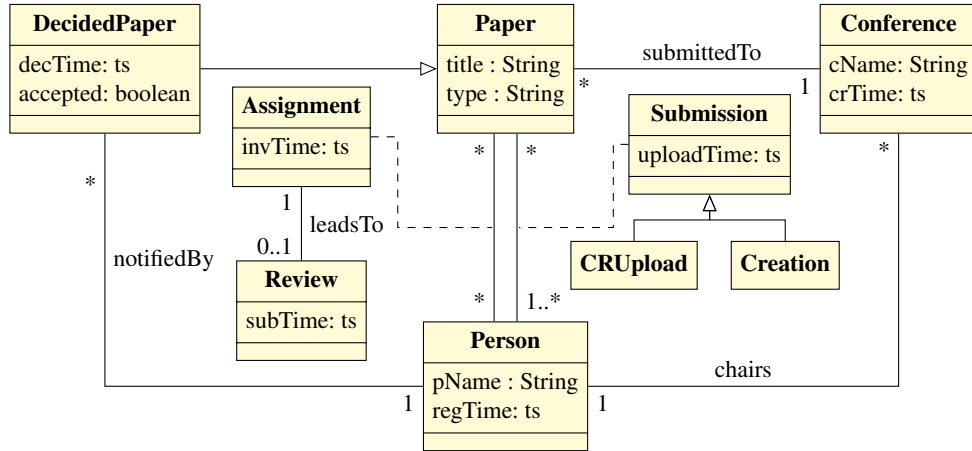 DecidedPaper
decTime: ts
accepted: boolean
Paper
title : String
type : String
submittedTo
*
1
Conference
cName: String
crTime: ts
Assignment
invTime: ts
Submission
uploadTime: ts
*
*
*
*
1
leadsTo
0..1
notifiedBy
CRUpload
Creation
Review
subTime: ts
*
1..*
Person
pName : String
regTime: ts
chairs
1
1